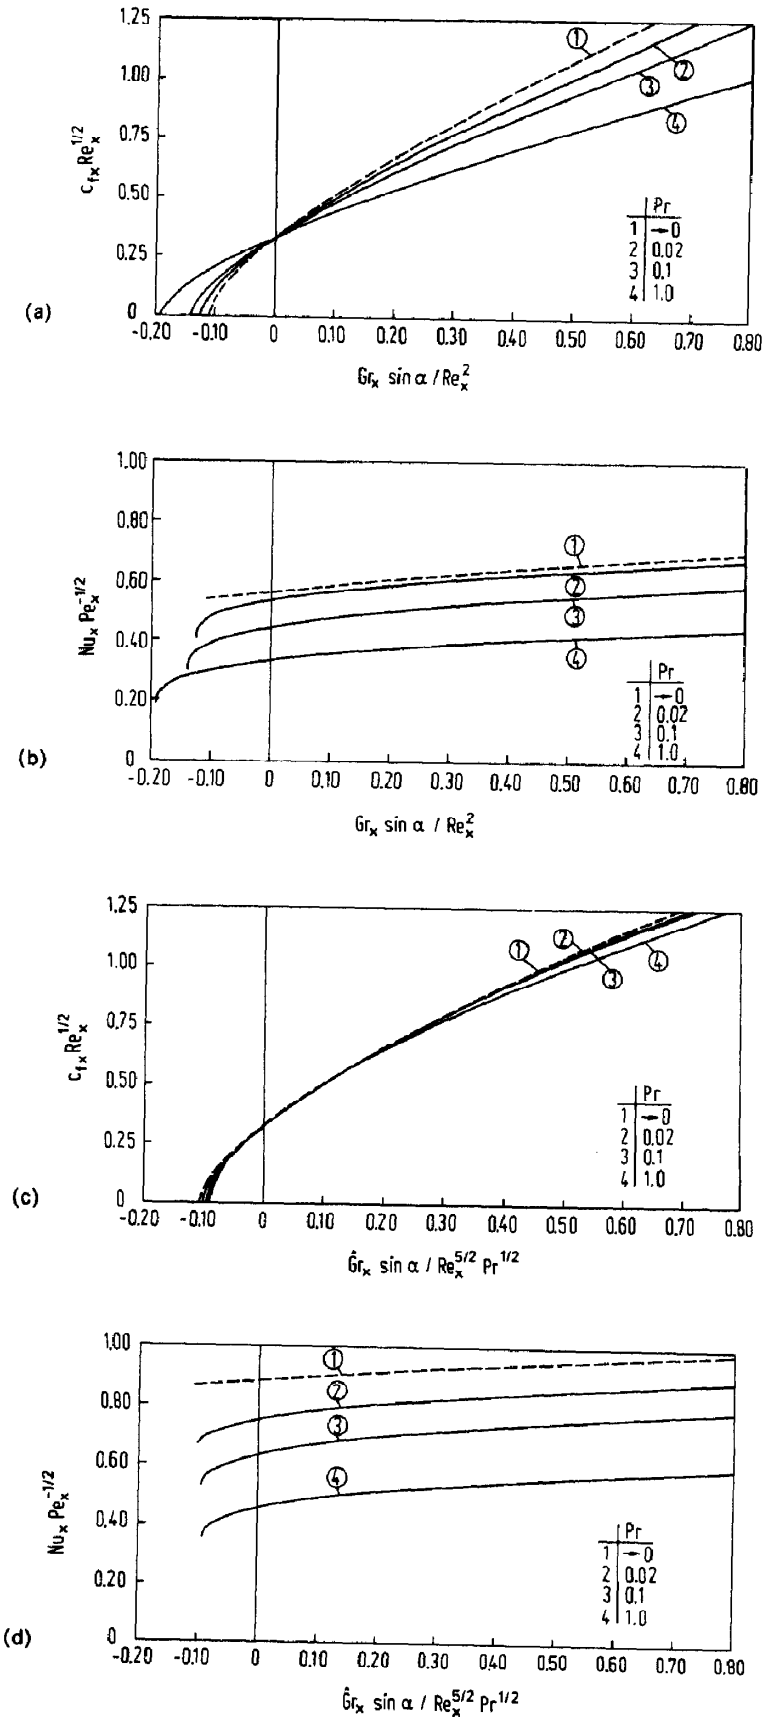 1.25
1.00
0.75
0.50
0.25
0
C_fx Re_x^1/2
① ② ③ ④
Pr
1 →0
2 0.02
3 0.1
4 1.0
(a)
-0.20 -0.10 0 0.10 0.20 0.30 0.40 0.50 0.60 0.70 0.80
Gr_x sin α / Re_x^2
1.00
0.80
0.60
0.40
0.20
0
Nu_x Pe_x^-1/2
①
②
③
④
Pr
1 →0
2 0.02
3 0.1
4 1.0
(b)
-0.20 -0.10 0 0.10 0.20 0.30 0.40 0.50 0.60 0.70 0.80
Gr_x sin α / Re_x^2
1.25
1.00
0.75
0.50
0.25
0
C_fx Re_x^1/2
① ② ③ ④
Pr
1 →0
2 0.02
3 0.1
4 1.0
(c)
-0.20 -0.10 0 0.10 0.20 0.30 0.40 0.50 0.60 0.70 0.80
Ĝr_x sin α / Re_x^5/2 Pr^1/2
1.00
0.80
0.60
0.40
0.20
0
Nu_x Pe_x^-1/2
①
②
③
④
Pr
1 →0
2 0.02
3 0.1
4 1.0
(d)
-0.20 -0.10 0 0.10 0.20 0.30 0.40 0.50 0.60 0.70 0.80
Ĝr_x sin α / Re_x^5/2 Pr^1/2